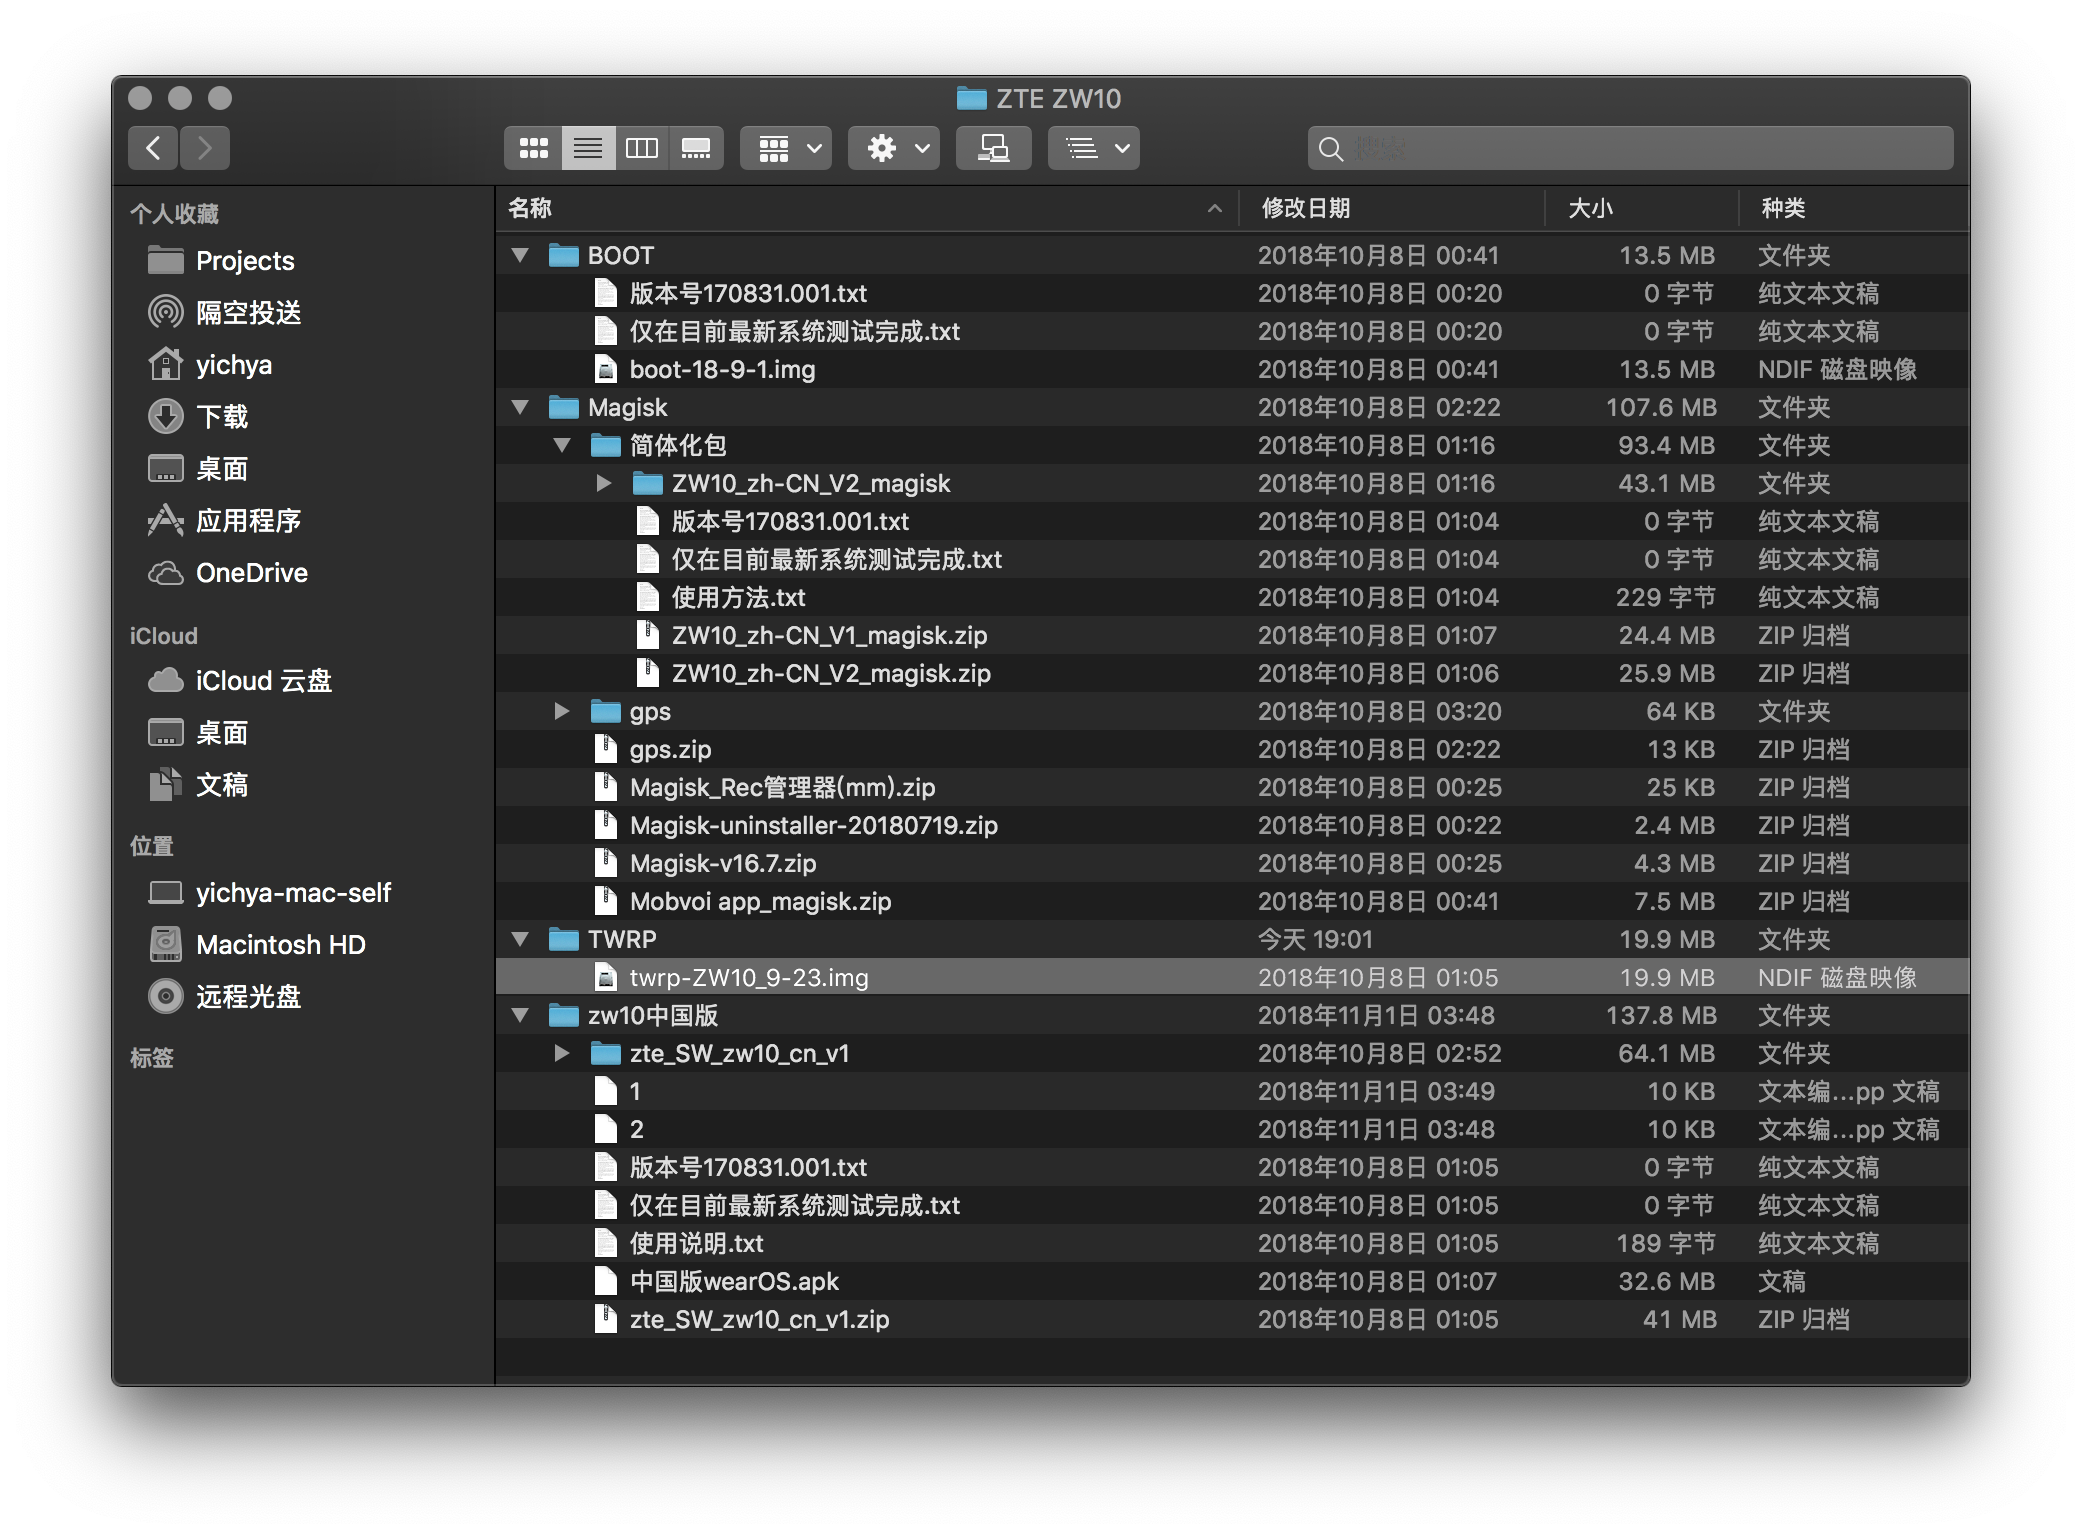 ZTE ZW10
个人收藏
Projects
隔空投送
yichya
下载
桌面
应用程序
OneDrive
iCloud
iCloud 云盘
桌面
文稿
位置
yichya-mac-self
Macintosh HD
远程光盘
标签
名称 修改日期 大小 种类
BOOT 2018年10月8日 00:41 13.5 MB 文件夹
版本号170831.001.txt 2018年10月8日 00:20 0 字节 纯文本文稿
仅在目前最新系统测试完成.txt 2018年10月8日 00:20 0 字节 纯文本文稿
boot-18-9-1.img 2018年10月8日 00:41 13.5 MB NDIF 磁盘映像
Magisk 2018年10月8日 02:22 107.6 MB 文件夹
简体化包 2018年10月8日 01:16 93.4 MB 文件夹
ZW10_zh-CN_V2_magisk 2018年10月8日 01:16 43.1 MB 文件夹
版本号170831.001.txt 2018年10月8日 01:04 0 字节 纯文本文稿
仅在目前最新系统测试完成.txt 2018年10月8日 01:04 0 字节 纯文本文稿
使用方法.txt 2018年10月8日 01:04 229 字节 纯文本文稿
ZW10_zh-CN_V1_magisk.zip 2018年10月8日 01:07 24.4 MB ZIP 归档
ZW10_zh-CN_V2_magisk.zip 2018年10月8日 01:06 25.9 MB ZIP 归档
gps 2018年10月8日 03:20 64 KB 文件夹
gps.zip 2018年10月8日 02:22 13 KB ZIP 归档
Magisk_Rec管理器(mm).zip 2018年10月8日 00:25 25 KB ZIP 归档
Magisk-uninstaller-20180719.zip 2018年10月8日 00:22 2.4 MB ZIP 归档
Magisk-v16.7.zip 2018年10月8日 00:25 4.3 MB ZIP 归档
Mobvoi app_magisk.zip 2018年10月8日 00:41 7.5 MB ZIP 归档
TWRP 今天 19:01 19.9 MB 文件夹
twrp-ZW10_9-23.img 2018年10月8日 01:05 19.9 MB NDIF 磁盘映像
zw10中国版 2018年11月1日 03:48 137.8 MB 文件夹
zte_SW_zw10_cn_v1 2018年10月8日 02:52 64.1 MB 文件夹
1 2018年11月1日 03:49 10 KB 文本编...pp 文稿
2 2018年11月1日 03:48 10 KB 文本编...pp 文稿
版本号170831.001.txt 2018年10月8日 01:05 0 字节 纯文本文稿
仅在目前最新系统测试完成.txt 2018年10月8日 01:05 0 字节 纯文本文稿
使用说明.txt 2018年10月8日 01:05 189 字节 纯文本文稿
中国版wearOS.apk 2018年10月8日 01:07 32.6 MB 文稿
zte_SW_zw10_cn_v1.zip 2018年10月8日 01:05 41 MB ZIP 归档